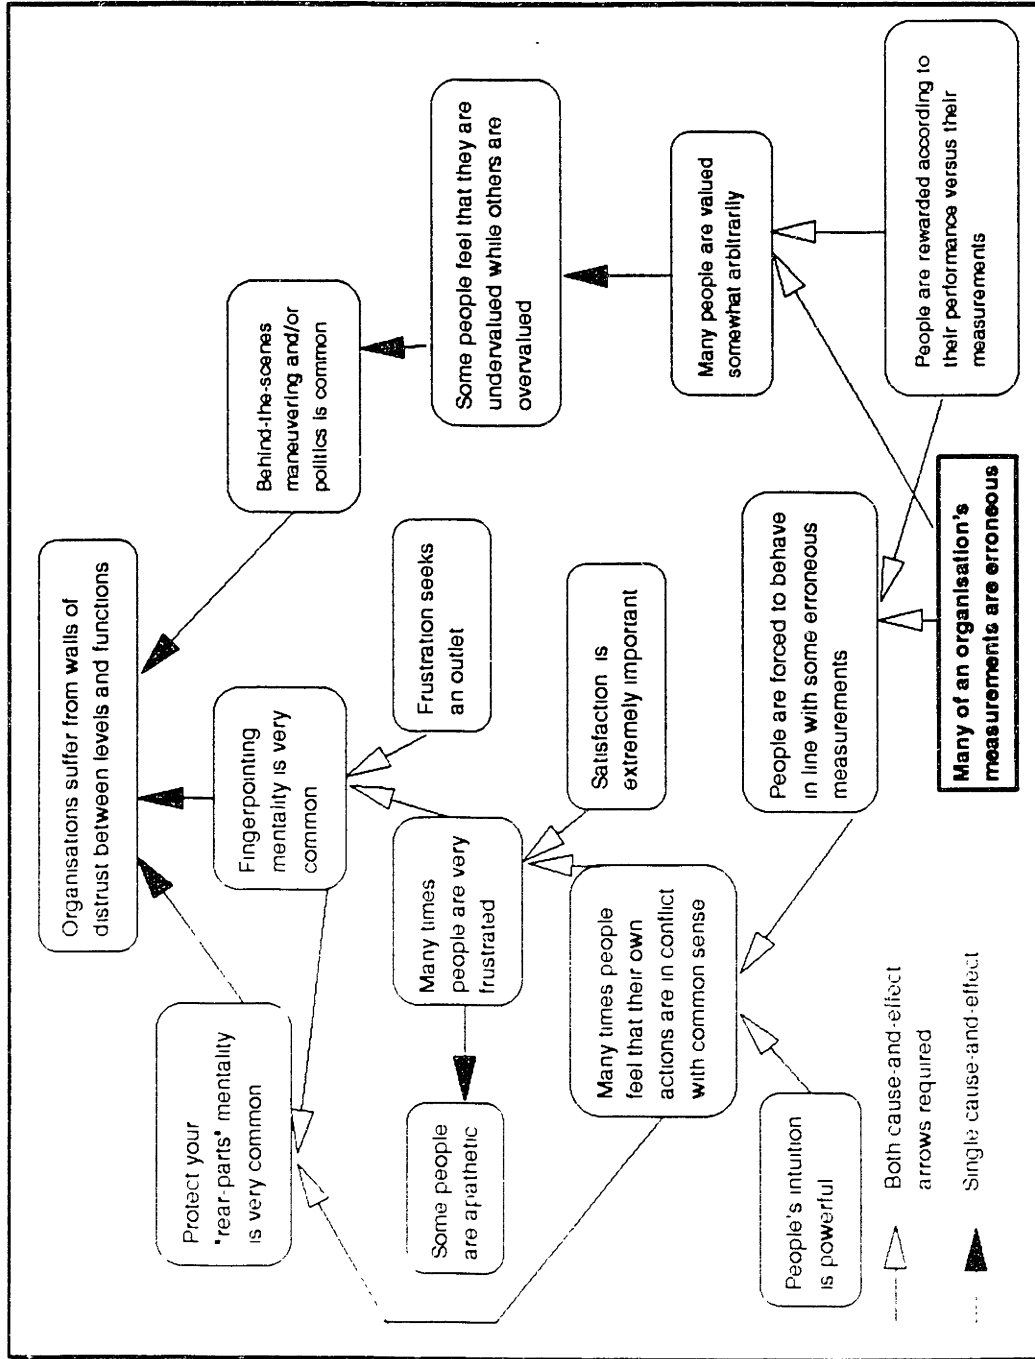 Organisations suffer from walls of
distrust between levels and functions
Protect your
'rear-parts' mentality
is very common
Fingerpointing
mentality is very
common
Behind-the-scenes
maneuvering and/or
politics is common
Some people
are apathetic
Many times
people are very
frustrated
Frustration seeks
an outlet
Some people feel that they are
undervalued while others are
overvalued
Many times people
feel that their own
actions are in conflict
with common sense
Satisfaction is
extremely important
Many people are valued
somewhat arbitrarily
People's intuition
is powerful
People are forced to behave
in line with some erroneous
measurements
People are rewarded according to
their performance versus their
measurements
Many of an organisation's
measurements are erroneous
Both cause-and-effect
arrows required
Single cause-and-effect